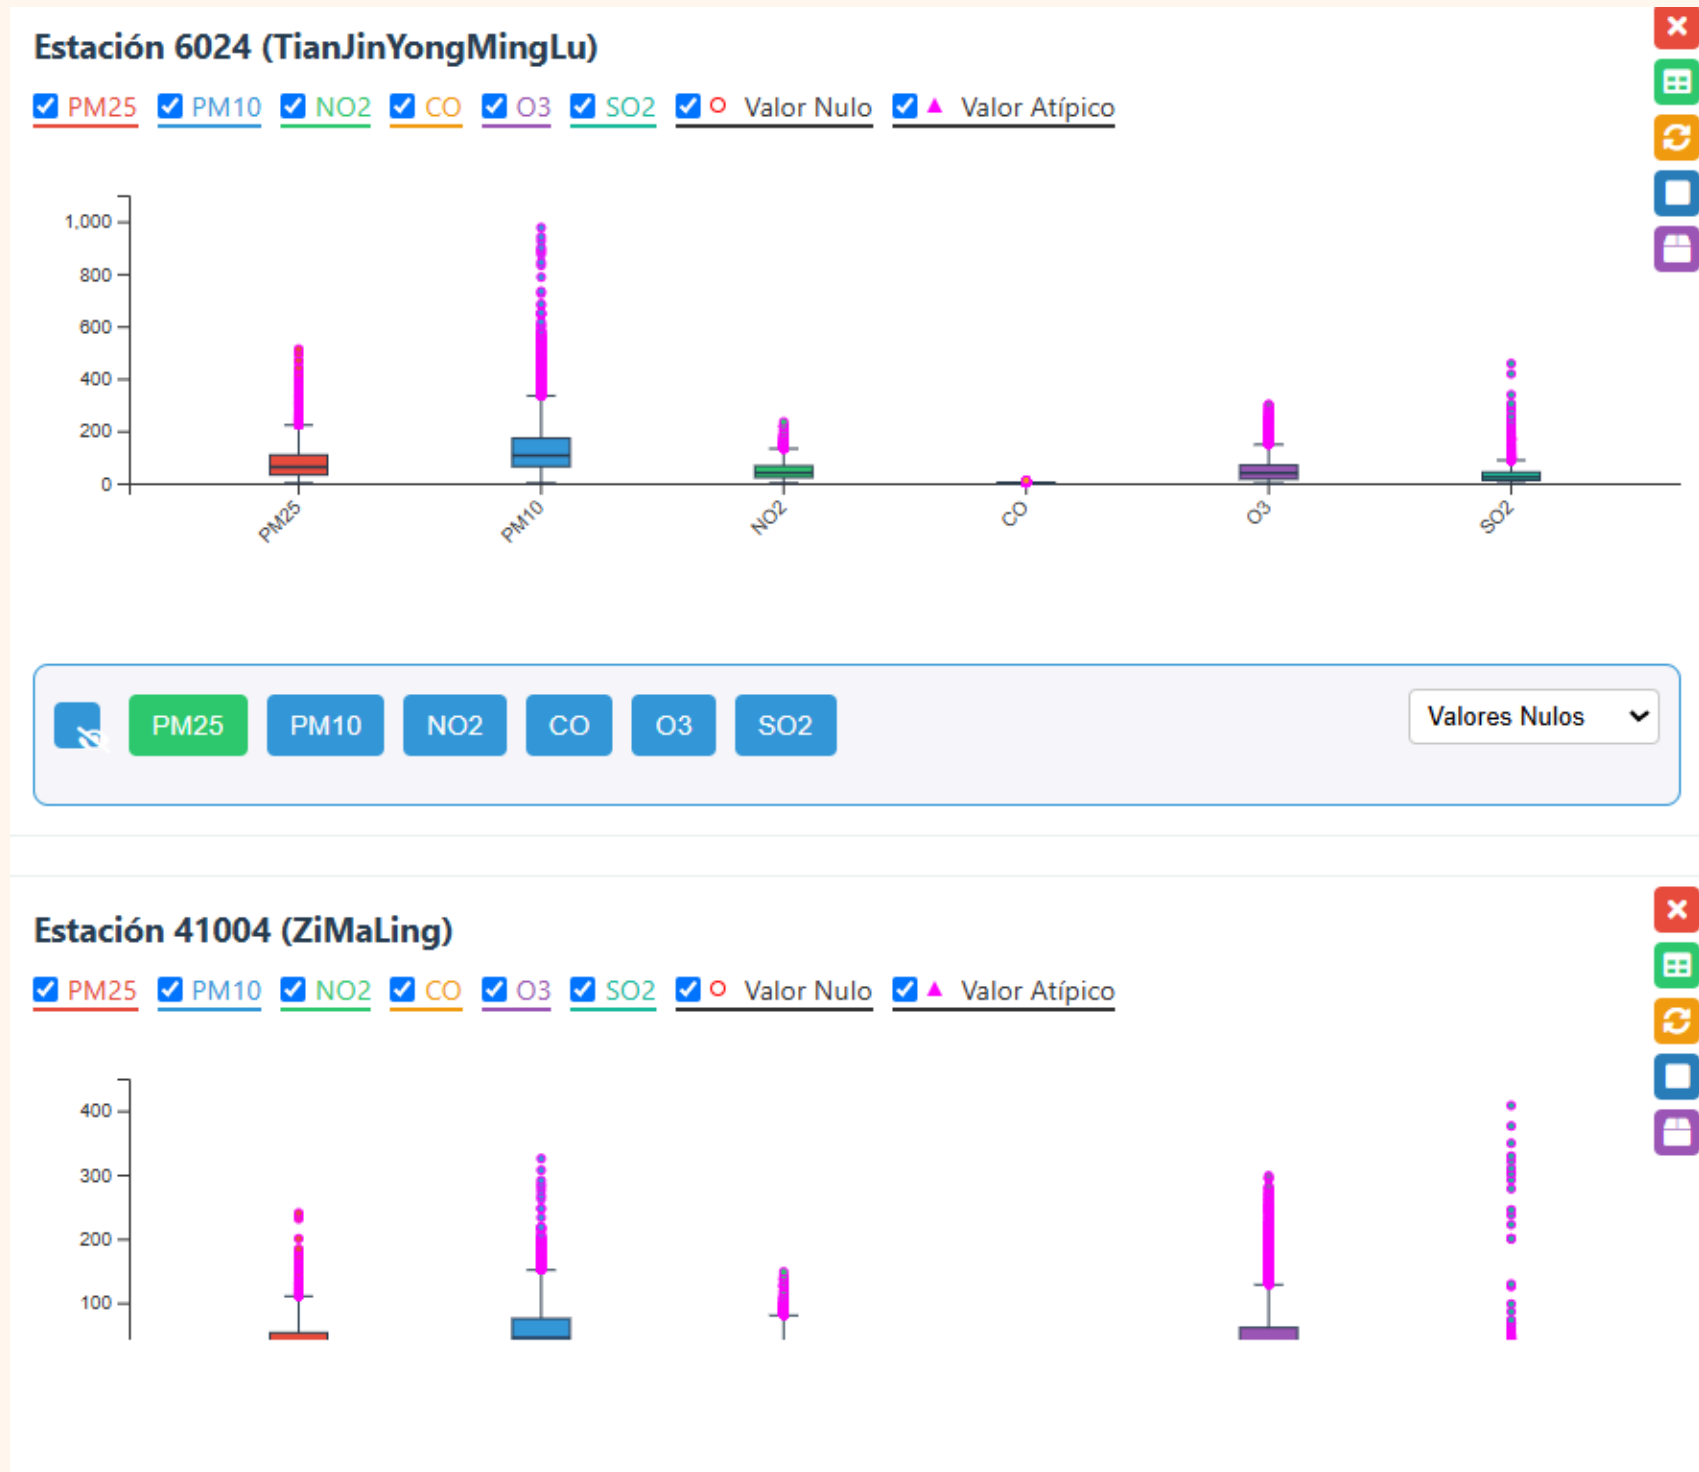 Estación 6024 (TianJinYongMingLu)
PM25 PM10 NO2 CO O3 SO2 Valor Nulo Valor Atípico
1,000
800
600
400
200
0
PM25 PM10 NO2 CO O3 SO2
PM25 PM10 NO2 CO O3 SO2 Valores Nulos
Estación 41004 (ZiMaLing)
PM25 PM10 NO2 CO O3 SO2 Valor Nulo Valor Atípico
400
300
200
100